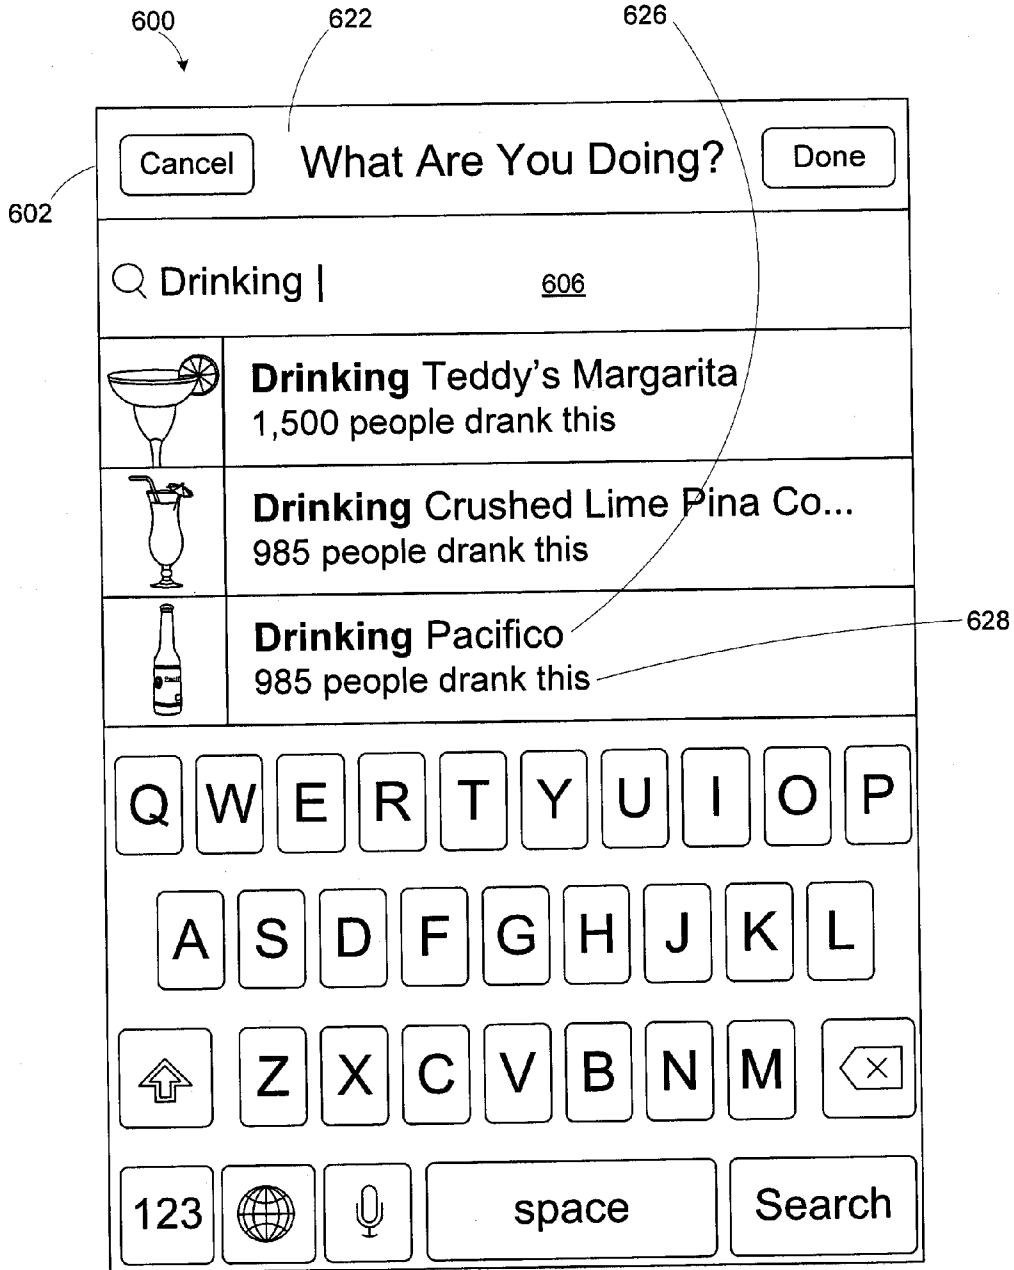 600
622
626
Cancel
What Are You Doing?
Done
602
Drinking
606
Drinking Teddy's Margarita
1,500 people drank this
Drinking Crushed Lime Pina Co...
985 people drank this
Drinking Pacifico
985 people drank this
628
Q W E R T Y U I O P
A S D F G H J K L
Z X C V B N M
123
space
Search